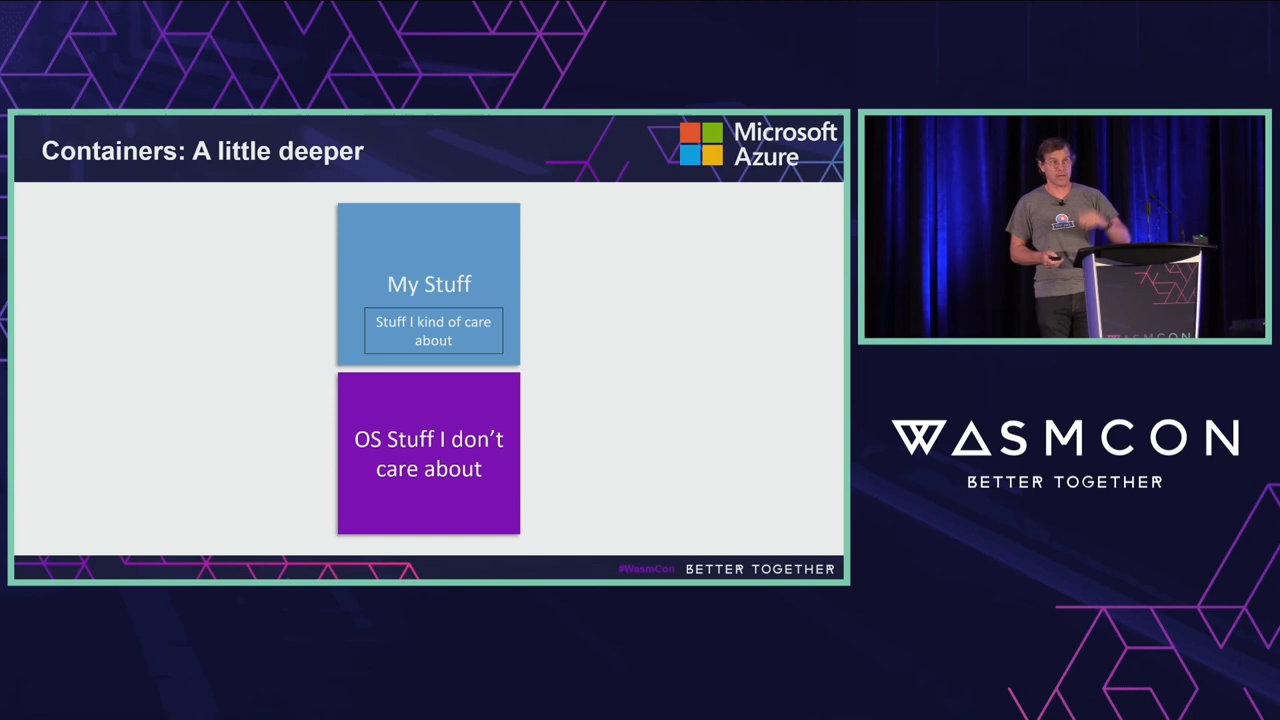 Containers: A little deeper
Microsoft
Azure
My Stuff
Stuff I kind of care
about
OS Stuff I don't
care about
#WasmCon
BETTER TOGETHER
WASMCON
WASMCON
BETTER TOGETHER